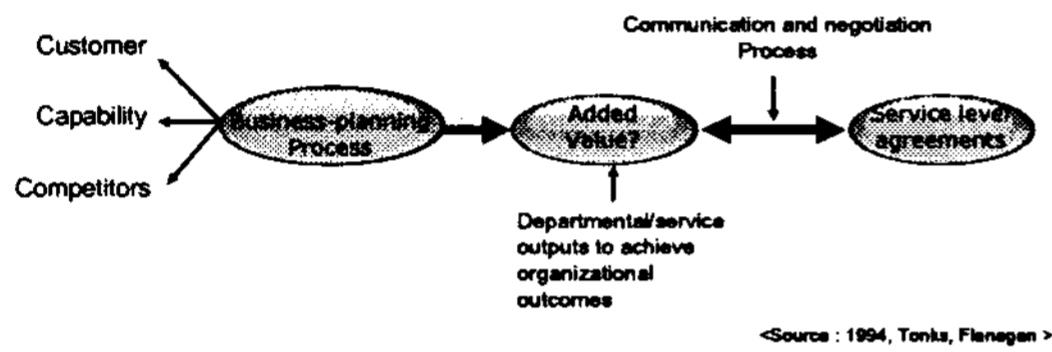 Customer
Capability
Competitors
Business-planning
Process
Added
Value?
Communication and negotiation
Process
Service level
agreements
Departmental/service
outputs to achieve
organizational
outcomes
<Source : 1994, Tonks, Flanagan >